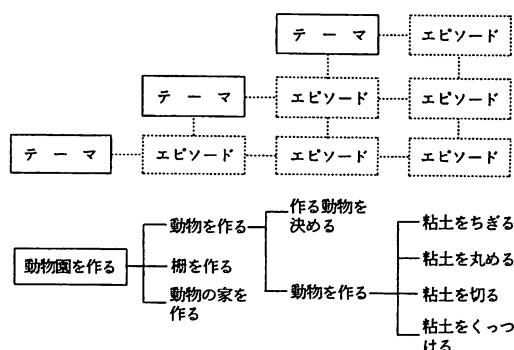 テーマ エピソード
テーマ エピソード エピソード
テーマ エピソード エピソード エピソード
動物園を作る
動物を作る
柵を作る
動物の家を
作る
作る動物を
決める
動物を作る
粘土をちぎる
粘土を丸める
粘土を切る
粘土をくっつ
ける